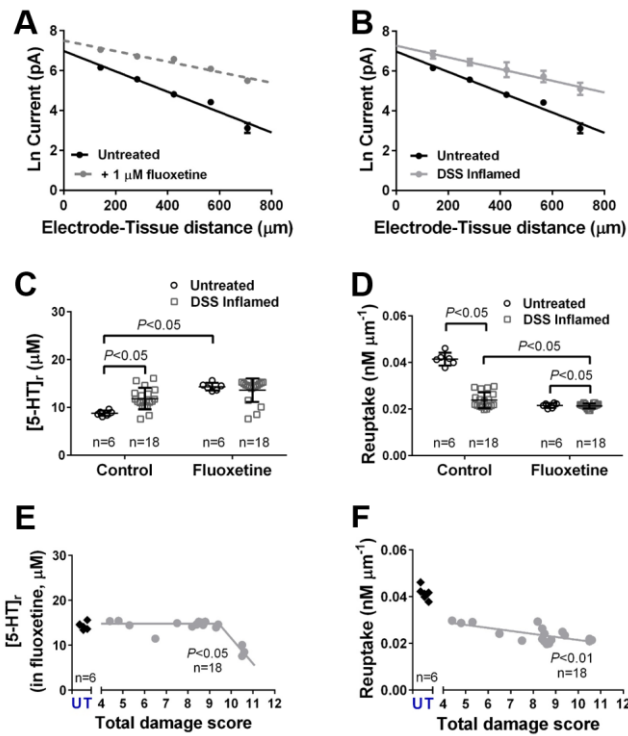 A
Ln Current (pA)
8
6
4
2
0
Untreated
+ 1 μM fluoxetine
0 200 400 600 800
Electrode-Tissue distance (μm)
B
Ln Current (pA)
8
6
4
2
0
Untreated
DSS Inflamed
0 200 400 600 800
Electrode-Tissue distance (μm)
C
Untreated
DSS Inflamed
[5-HT]r (μM)
30
20
10
0
P<0.05
P<0.05
n=6 n=18 n=6 n=18
Control Fluoxetine
D
Untreated
DSS Inflamed
Reuptake (nM μm⁻¹)
0.06
0.04
0.02
0.00
P<0.05
P<0.05
P<0.05
n=6 n=18 n=6 n=18
Control Fluoxetine
E
[5-HT]r
(in fluoxetine, μM)
30
20
10
0
P<0.05
n=18
n=6
UT 4 5 6 7 8 9 10 11 12
Total damage score
F
Reuptake (nM μm⁻¹)
0.06
0.04
0.02
0.00
P<0.01
n=18
n=6
UT 4 5 6 7 8 9 10 11 12
Total damage score